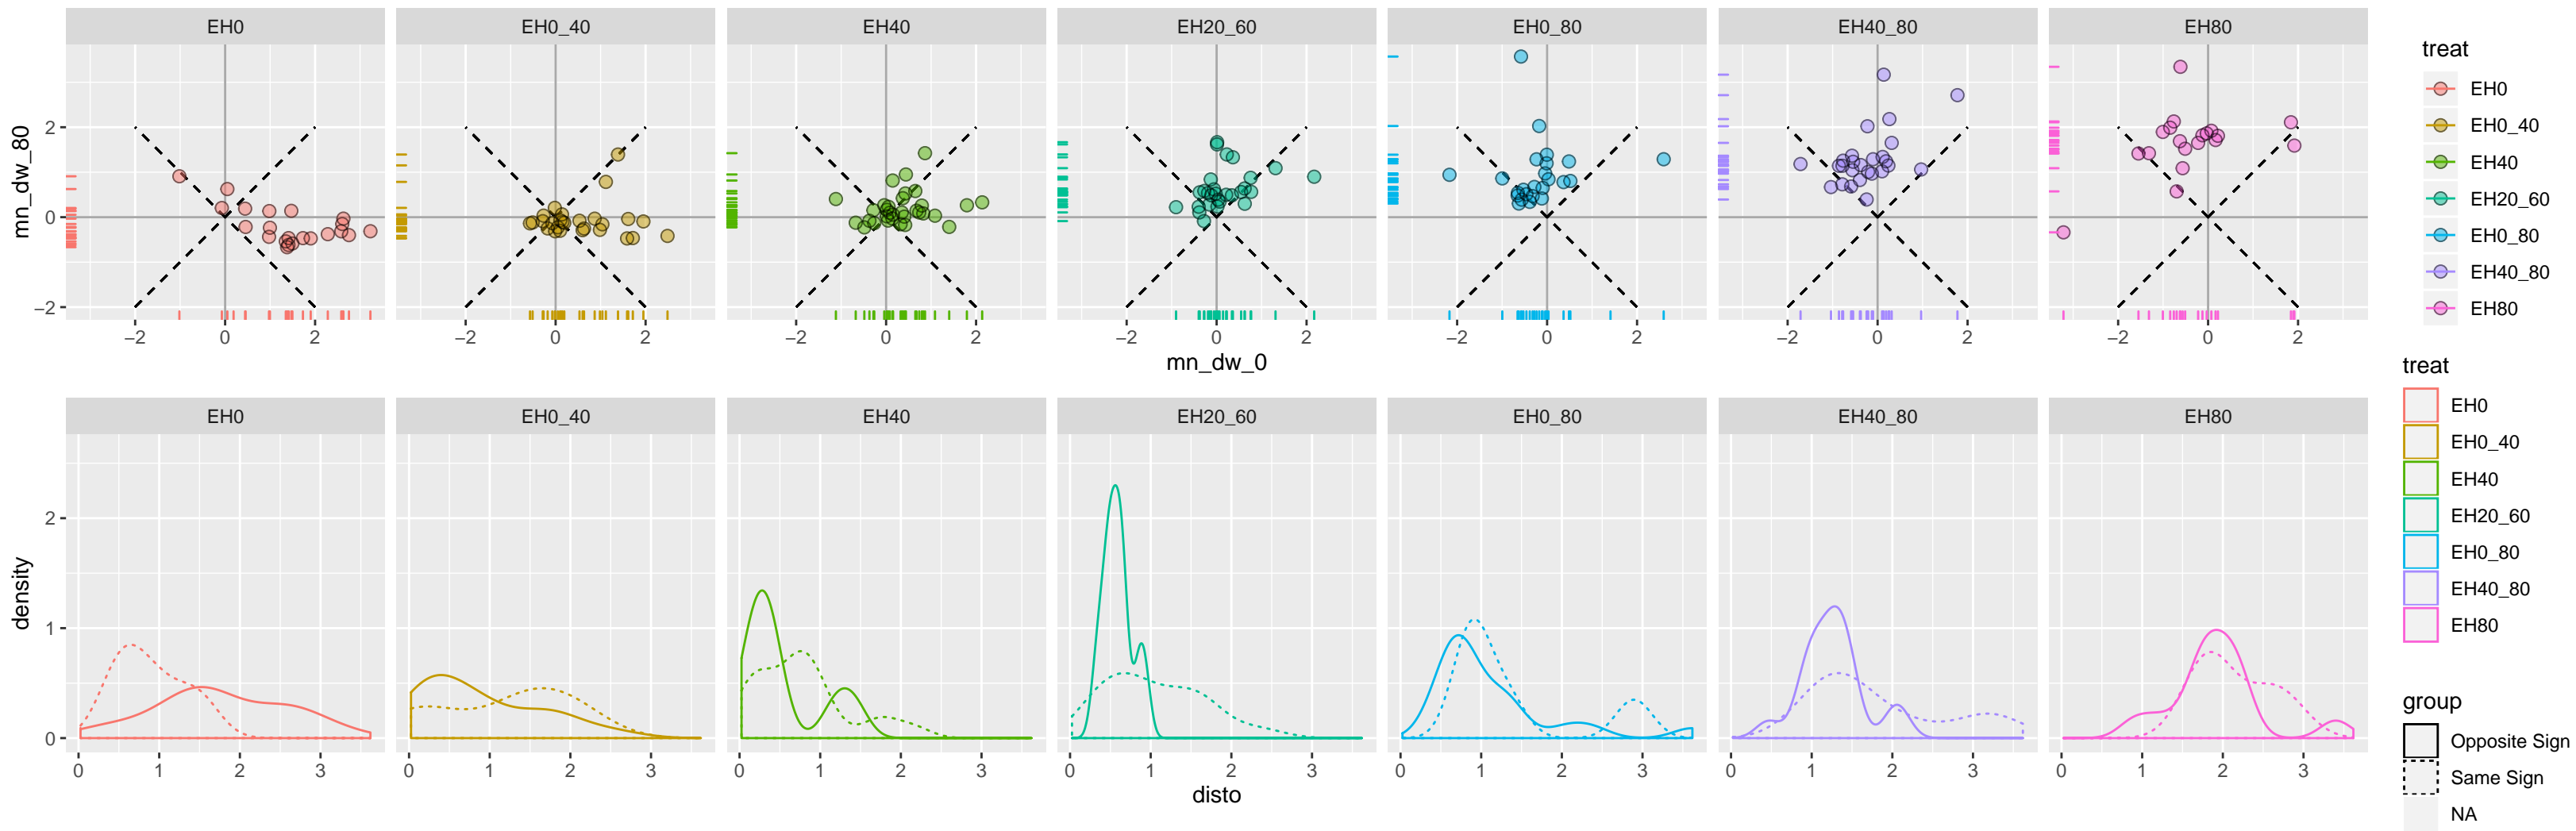 EH0 EH0_40 EH40 EH20_60 EH0_80 EH40_80 EH80
mn_dw_80
2
0
−2
−2 0 2 −2 0 2 −2 0 2 −2 0 2 −2 0 2 −2 0 2 −2 0 2
mn_dw_0
treat
EH0
EH0_40
EH40
EH20_60
EH0_80
EH40_80
EH80
EH0 EH0_40 EH40 EH20_60 EH0_80 EH40_80 EH80
density
2
1
0
0 1 2 3 0 1 2 3 0 1 2 3 0 1 2 3 0 1 2 3 0 1 2 3 0 1 2 3
disto
treat
EH0
EH0_40
EH40
EH20_60
EH0_80
EH40_80
EH80
group
Opposite Sign
Same Sign
NA